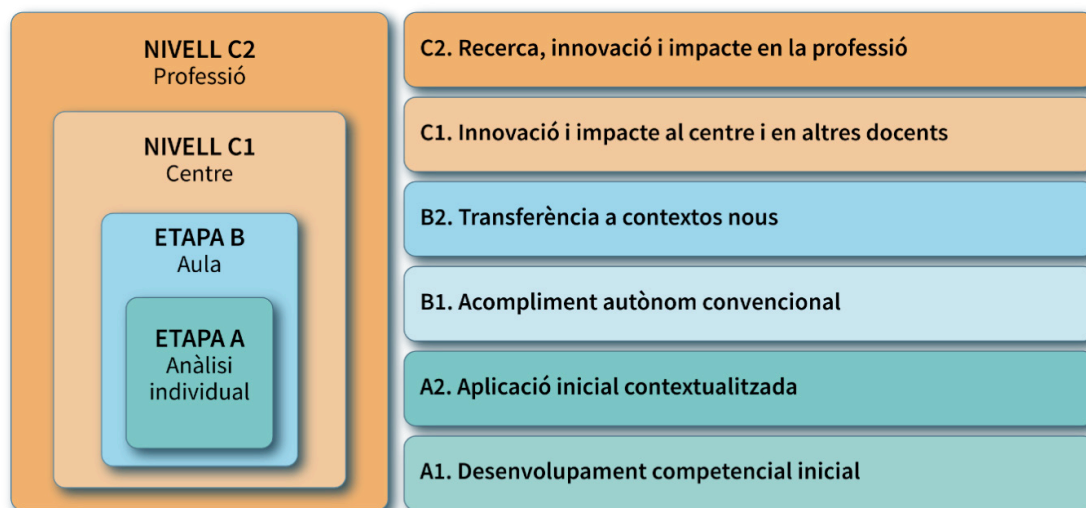 NIVELL C2
Professió
NIVELL C1
Centre
ETAPA B
Aula
ETAPA A
Anàlisi
individual
C2. Recerca, innovació i impacte en la professió
C1. Innovació i impacte al centre i en altres docents
B2. Transferència a contextos nous
B1. Acompliment autònom convencional
A2. Aplicació inicial contextualitzada
A1. Desenvolupament competencial inicial